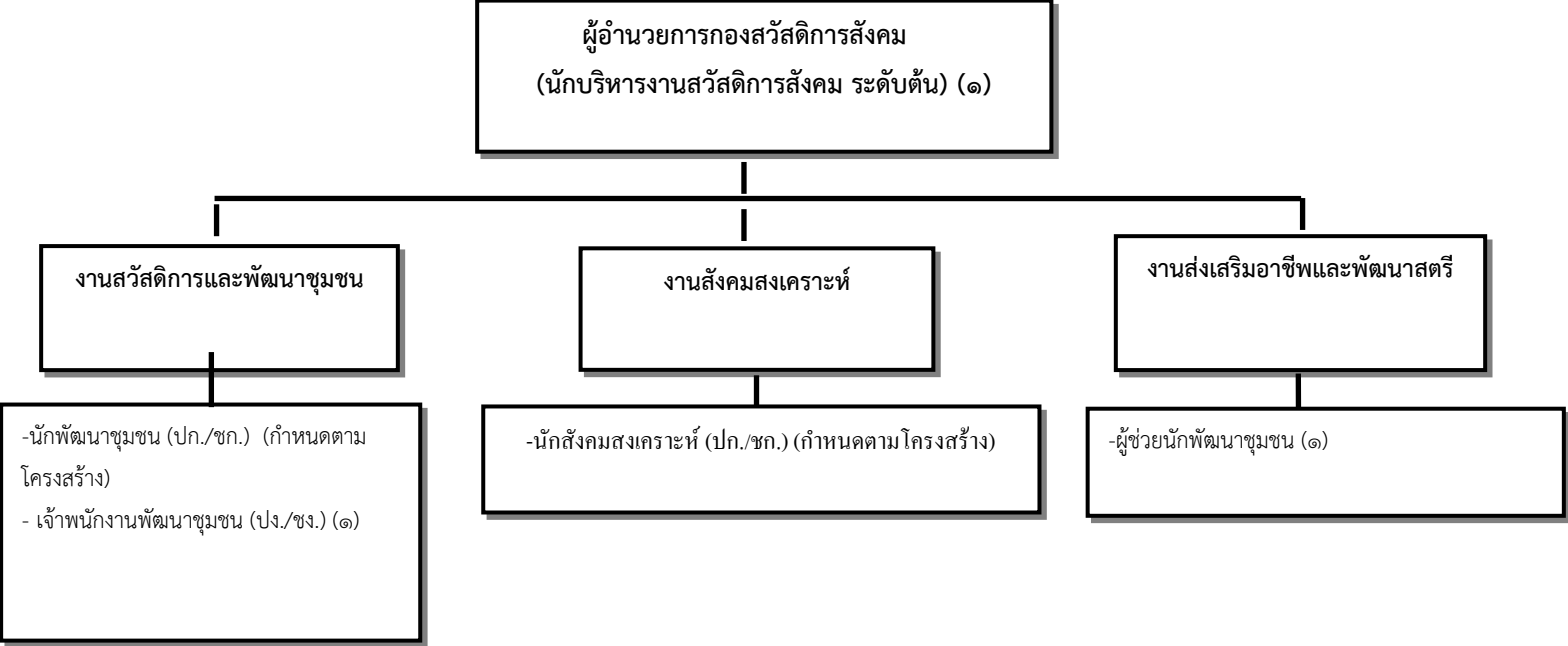 ผู้อำนวยการกองสวัสดิการสังคม
(นักบริหารงานสวัสดิการสังคม ระดับต้น) (๑)
งานสวัสดิการและพัฒนาชุมชน
งานสังคมสงเคราะห์
งานส่งเสริมอาชีพและพัฒนาสตรี
-นักพัฒนาชุมชน (ปก./ชก.) (กำหนดตาม
โครงสร้าง)
- เจ้าพนักงานพัฒนาชุมชน (ปง./ชง.) (๑)
-นักสังคมสงเคราะห์ (ปก./ชก.) (กำหนดตามโครงสร้าง)
-ผู้ช่วยนักพัฒนาชุมชน (๑)